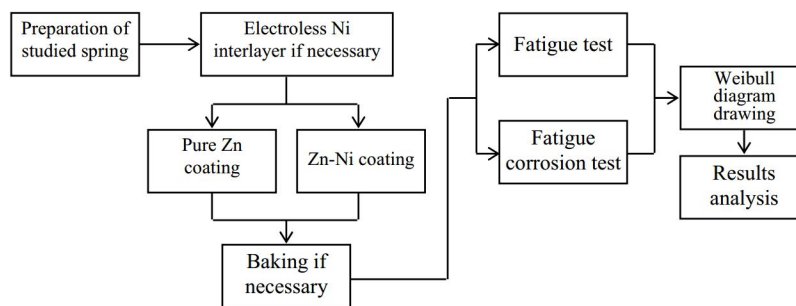 Preparation of
studied spring
Electroless Ni
interlayer if necessary
Pure Zn
coating
Zn-Ni coating
Baking if
necessary
Fatigue test
Fatigue
corrosion test
Weibull
diagram
drawing
Results
analysis